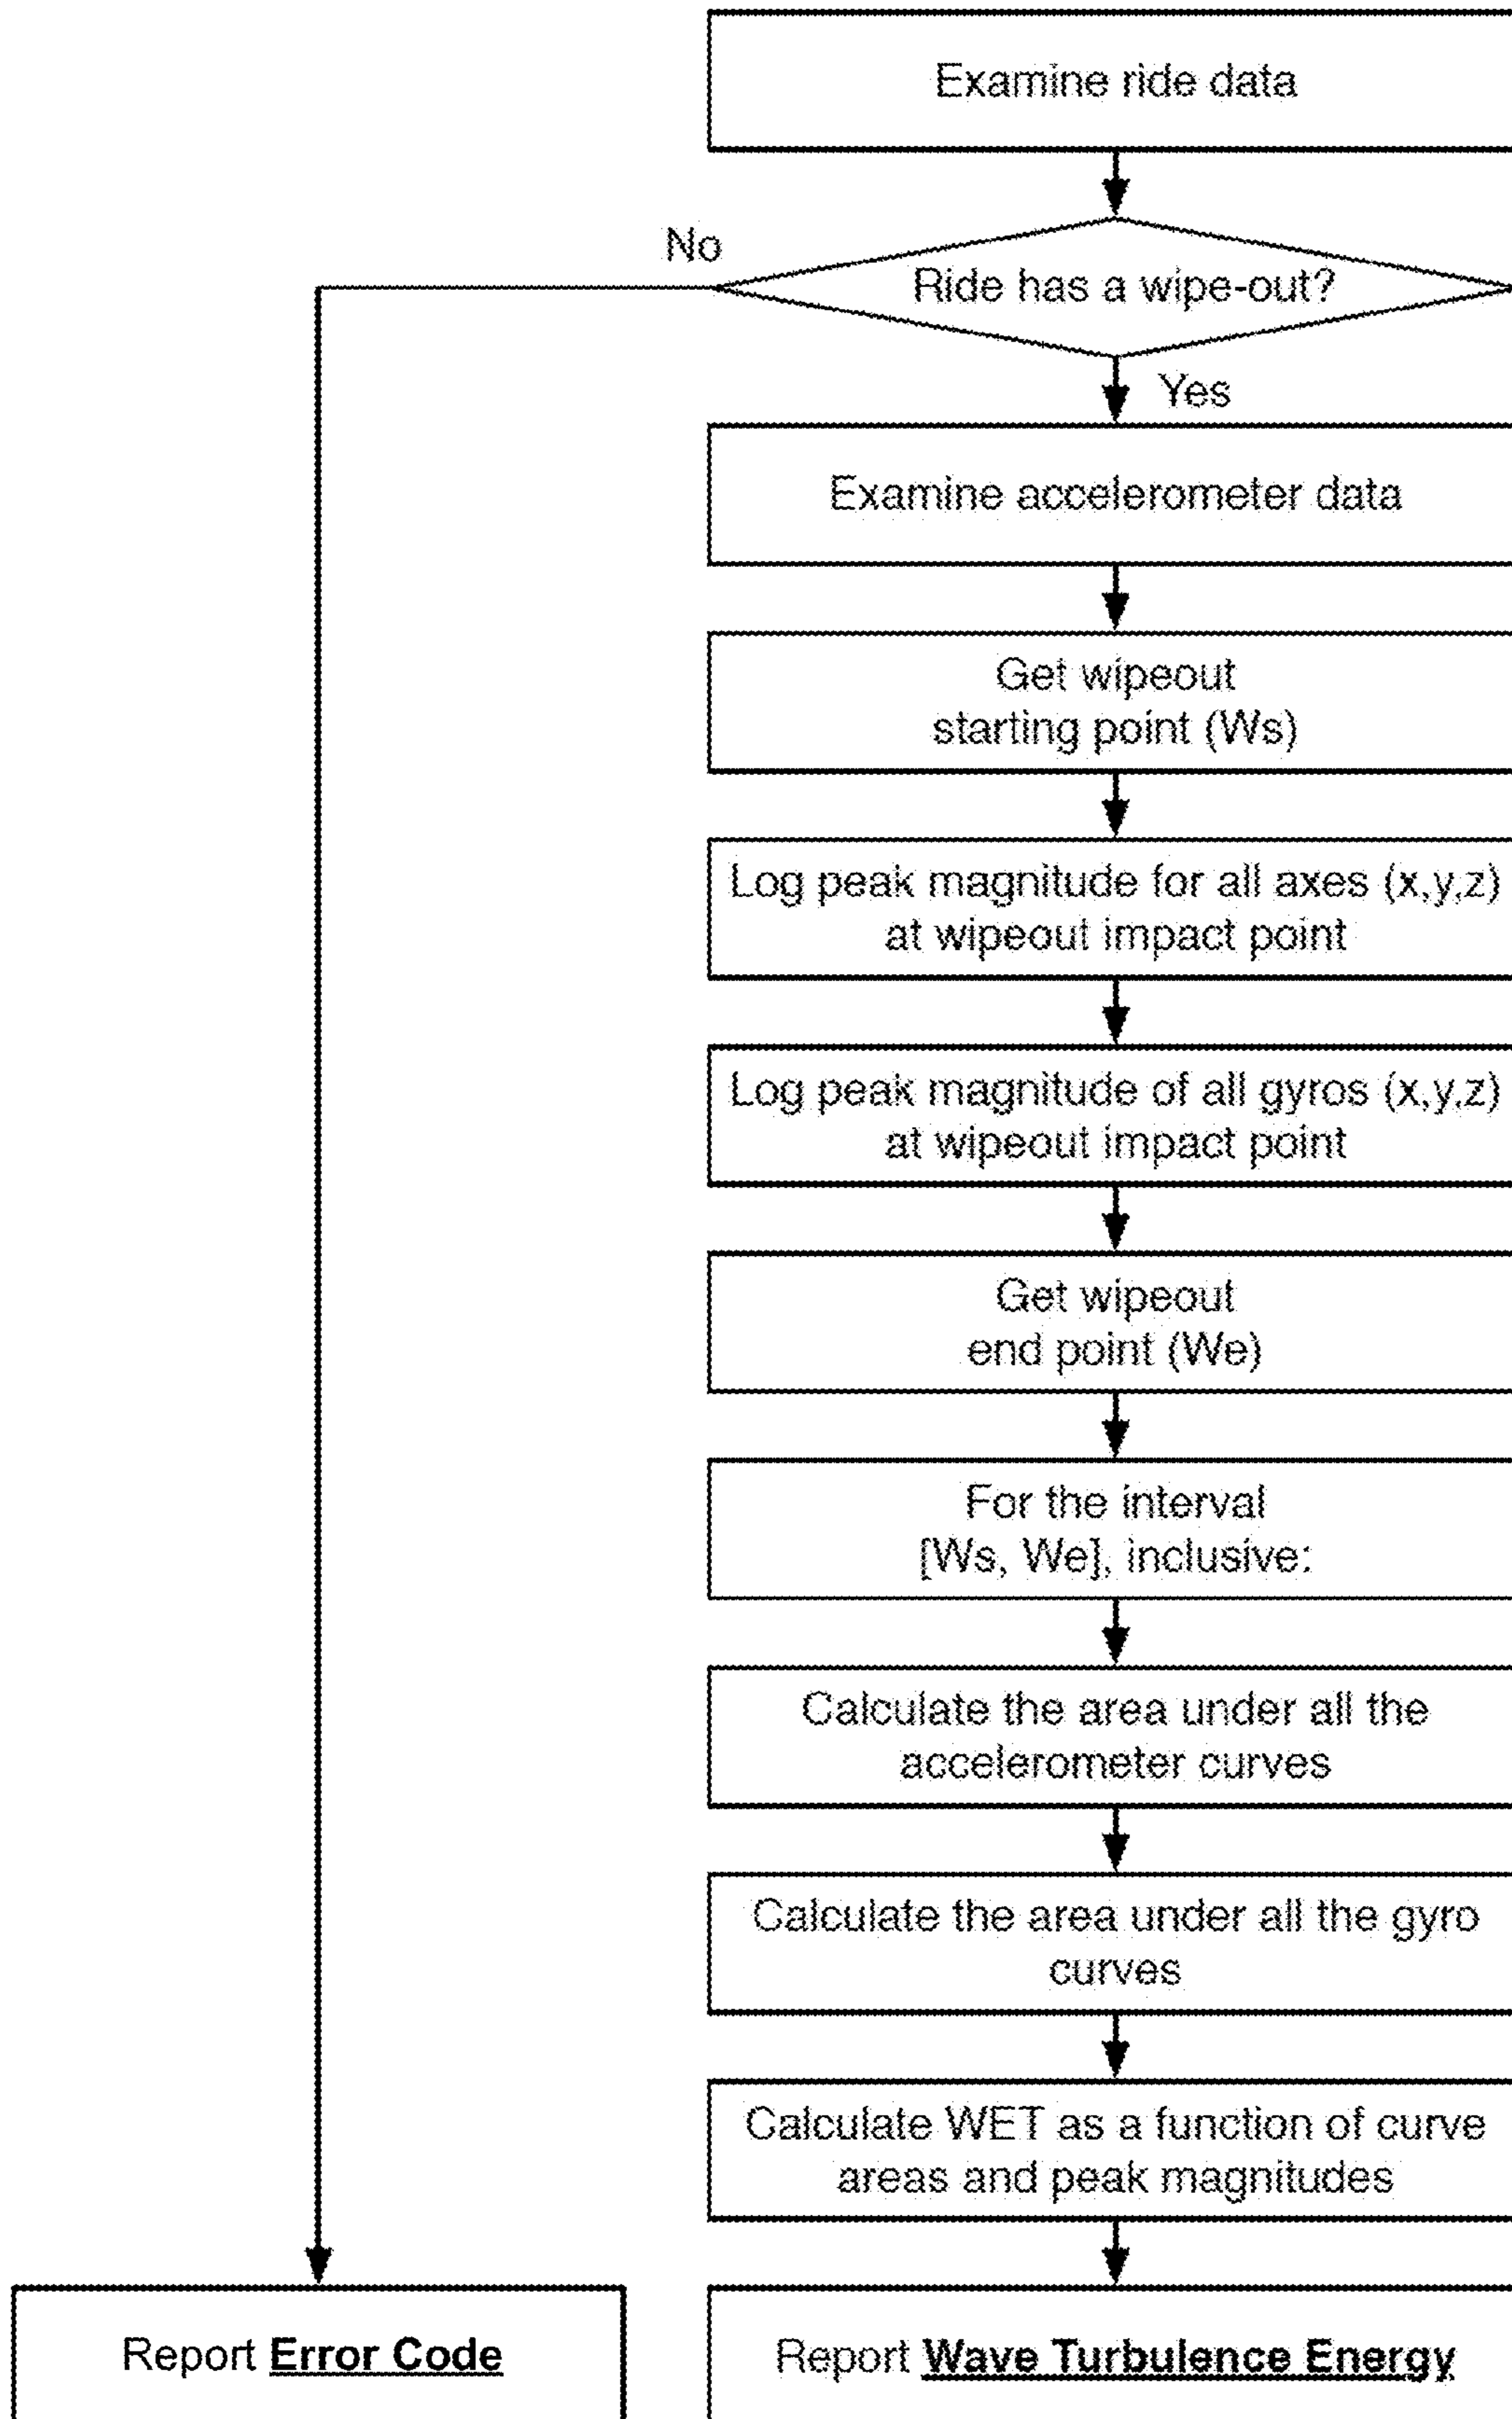 Examine ride data
No
Ride has a wipe-out?
Yes
Examine accelerometer data
Get wipeout
starting point (Ws)
Log peak magnitude for all axes (x,y,z)
at wipeout impact point
Log peak magnitude of all gyros (x,y,z)
at wipeout impact point
Get wipeout
end point (We)
For the interval
[Ws, We], inclusive:
Calculate the area under all the
accelerometer curves
Calculate the area under all the gyro
curves
Calculate WET as a function of curve
areas and peak magnitudes
Report Error Code
Report Wave Turbulence Energy